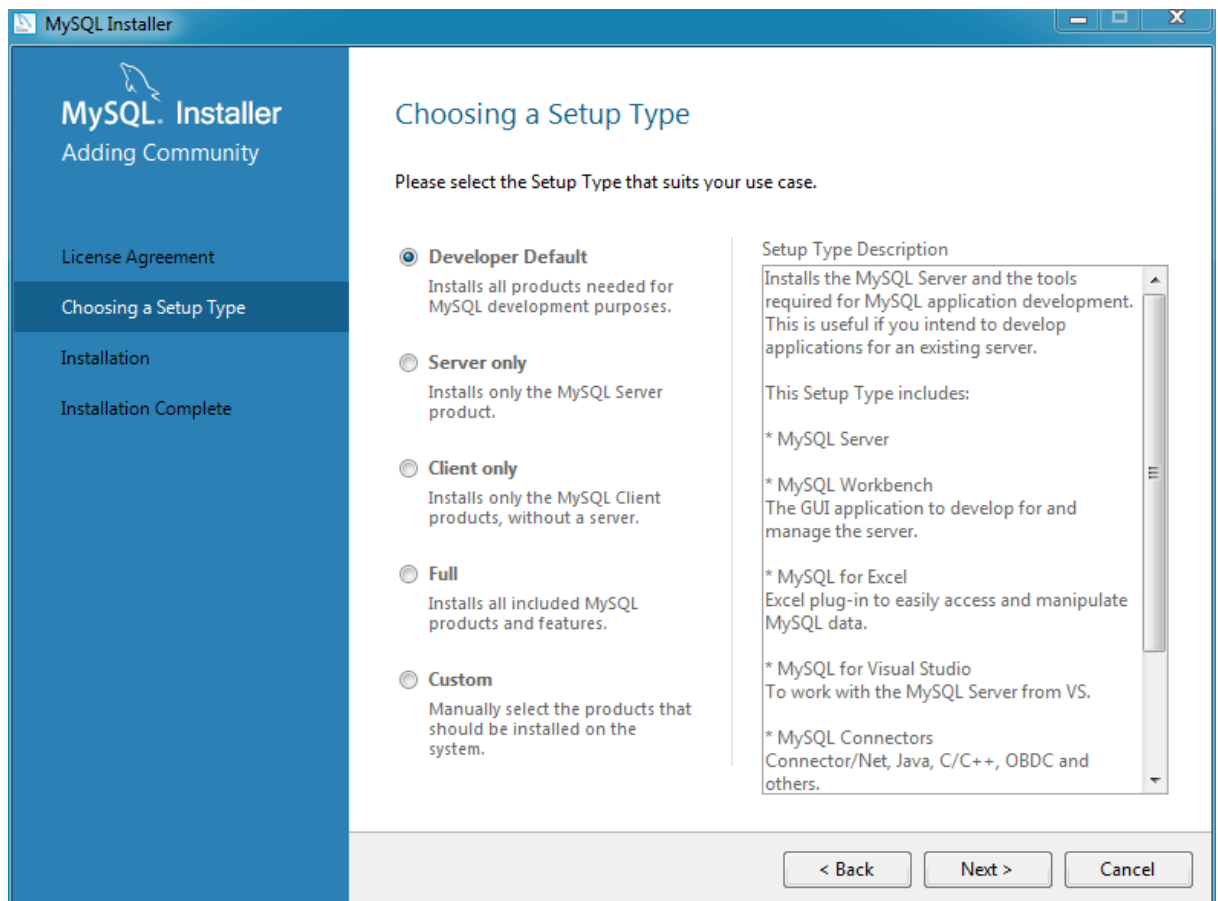 MySQL Installer
MySQL. Installer
Adding Community
License Agreement
Choosing a Setup Type
Installation
Installation Complete
Choosing a Setup Type
Please select the Setup Type that suits your use case.
Developer Default
Installs all products needed for
MySQL development purposes.
Server only
Installs only the MySQL Server
product.
Client only
Installs only the MySQL Client
products, without a server.
Full
Installs all included MySQL
products and features.
Custom
Manually select the products that
should be installed on the
system.
Setup Type Description
Installs the MySQL Server and the tools
required for MySQL application development.
This is useful if you intend to develop
applications for an existing server.
This Setup Type includes:
* MySQL Server
* MySQL Workbench
The GUI application to develop for and
manage the server.
* MySQL for Excel
Excel plug-in to easily access and manipulate
MySQL data.
* MySQL for Visual Studio
To work with the MySQL Server from VS.
* MySQL Connectors
Connector/Net, Java, C/C++, OBDC and
others.
< Back
Next >
Cancel